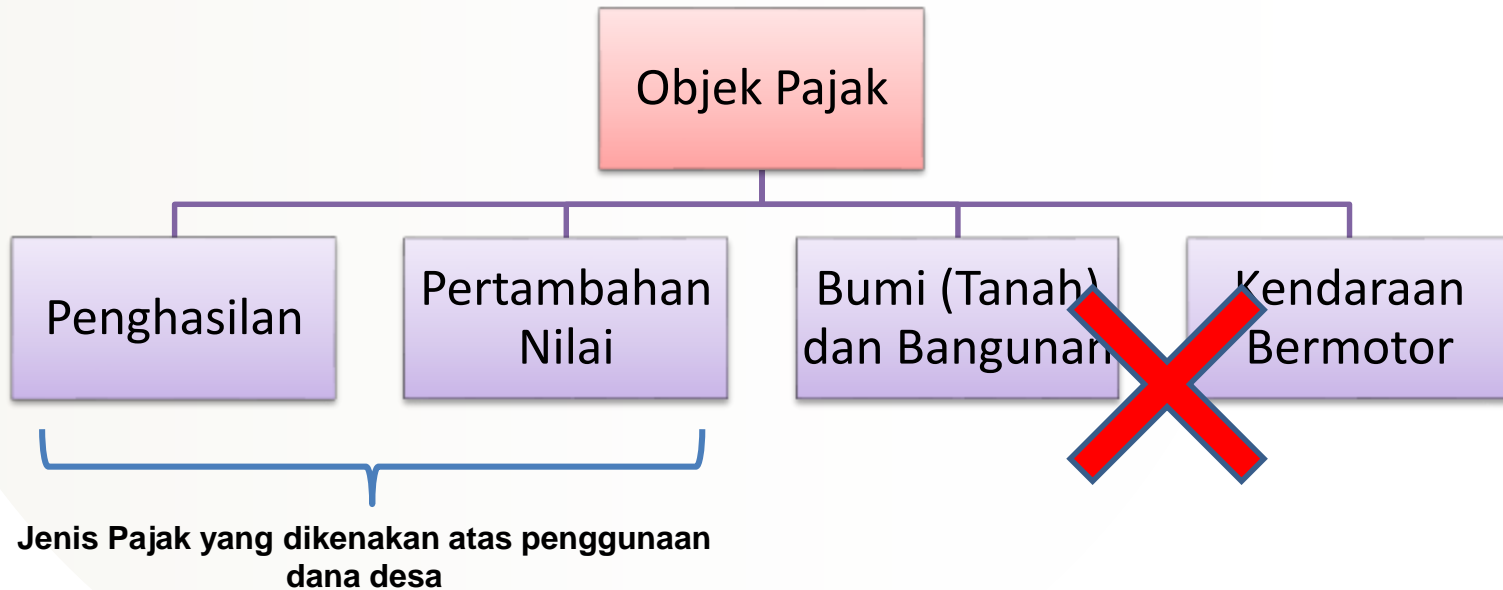 Objek Pajak
Penghasilan
Pertambahan
Nilai
Bumi (Tanah)
dan Bangunan
Kendaraan
Bermotor
Jenis Pajak yang dikenakan atas penggunaan
dana desa